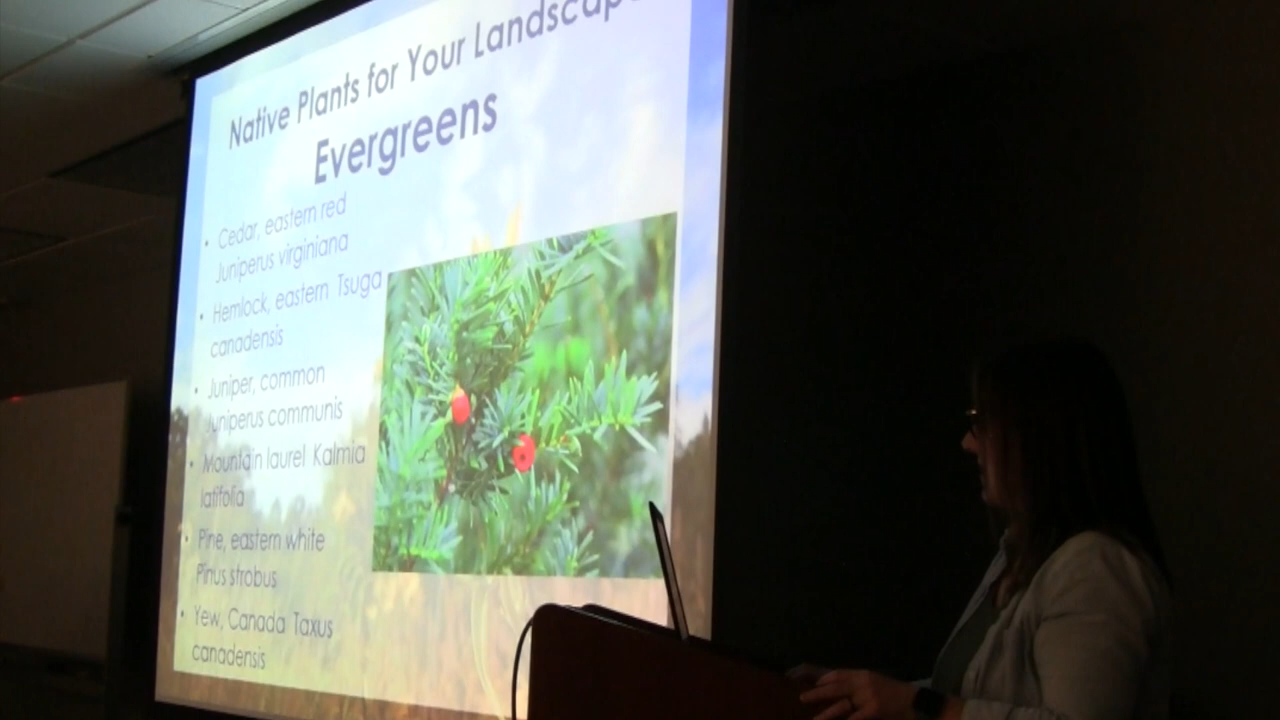 Native Plants for Your Landscape
Evergreens
• Cedar, eastern red
Juniperus virginiana
• Hemlock, eastern Tsuga
canadensis
• Juniper, common
Juniperus communis
• Mountain laurel Kalmia
latifolia
• Pine, eastern white
Pinus strobus
• Yew, Canada Taxus
canadensis